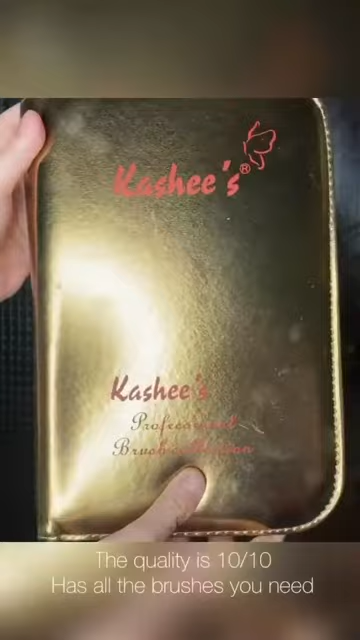 Kashee's®
Kashee's
Professional
Brush collection
The quality is 10/10
Has all the brushes you need